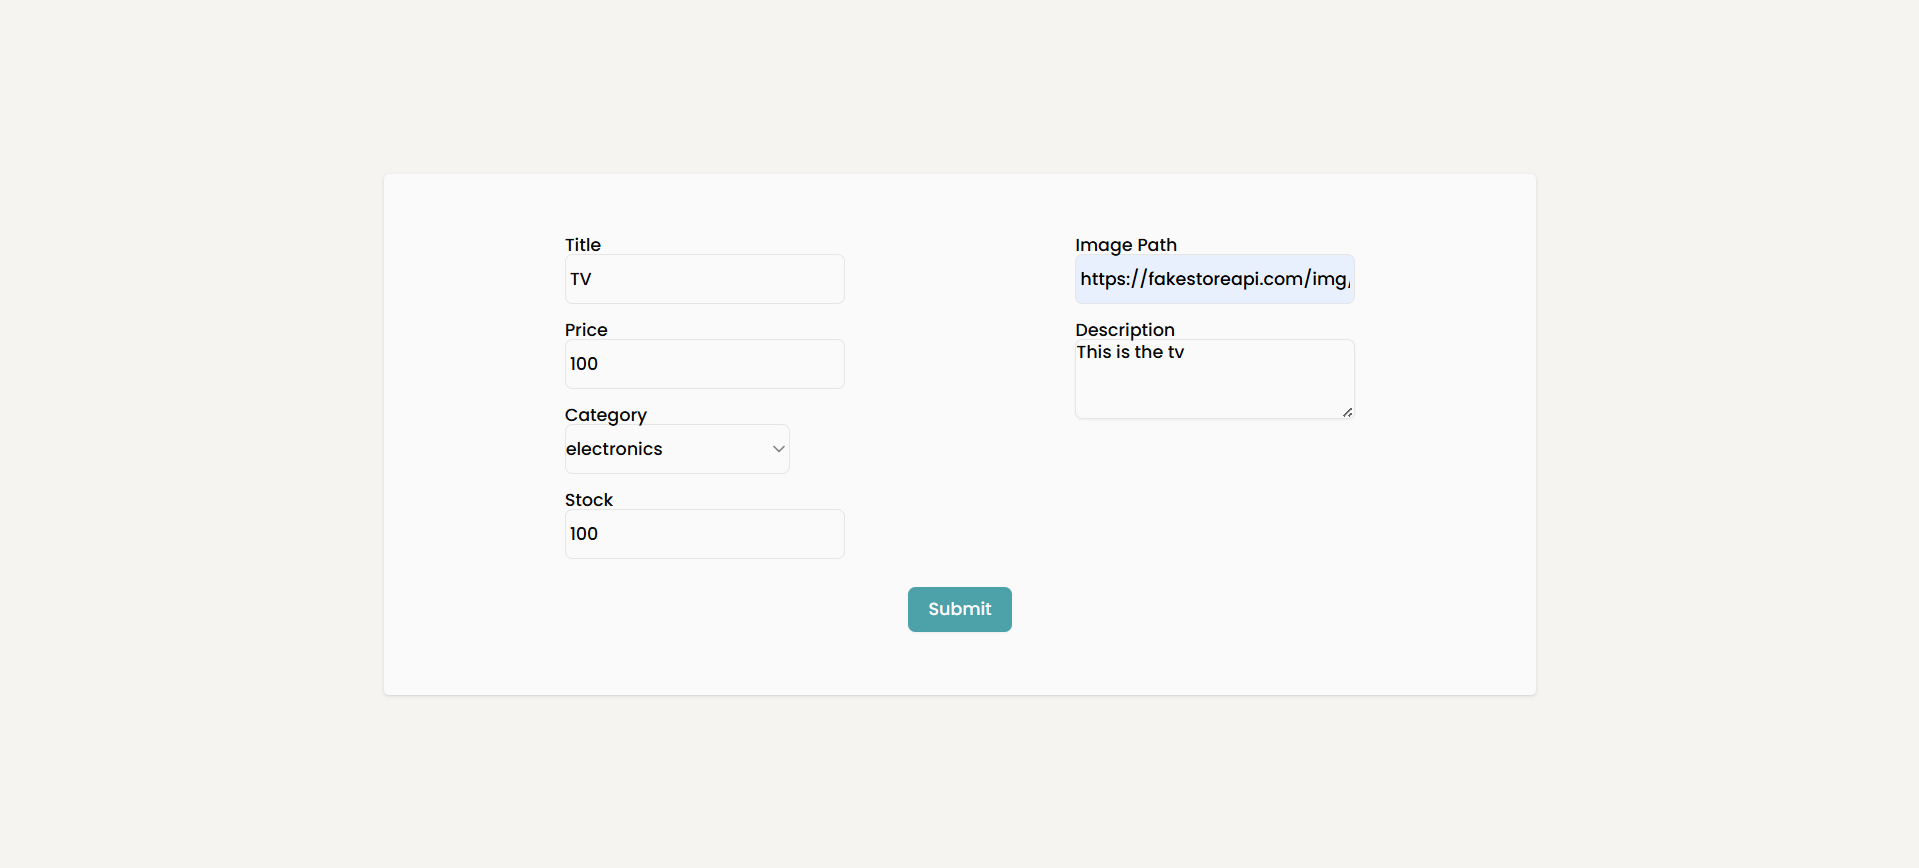 Title
TV
Price
100
Category
electronics
Stock
100
Image Path
https://fakestoreapi.com/img/
Description
This is the tv
Submit